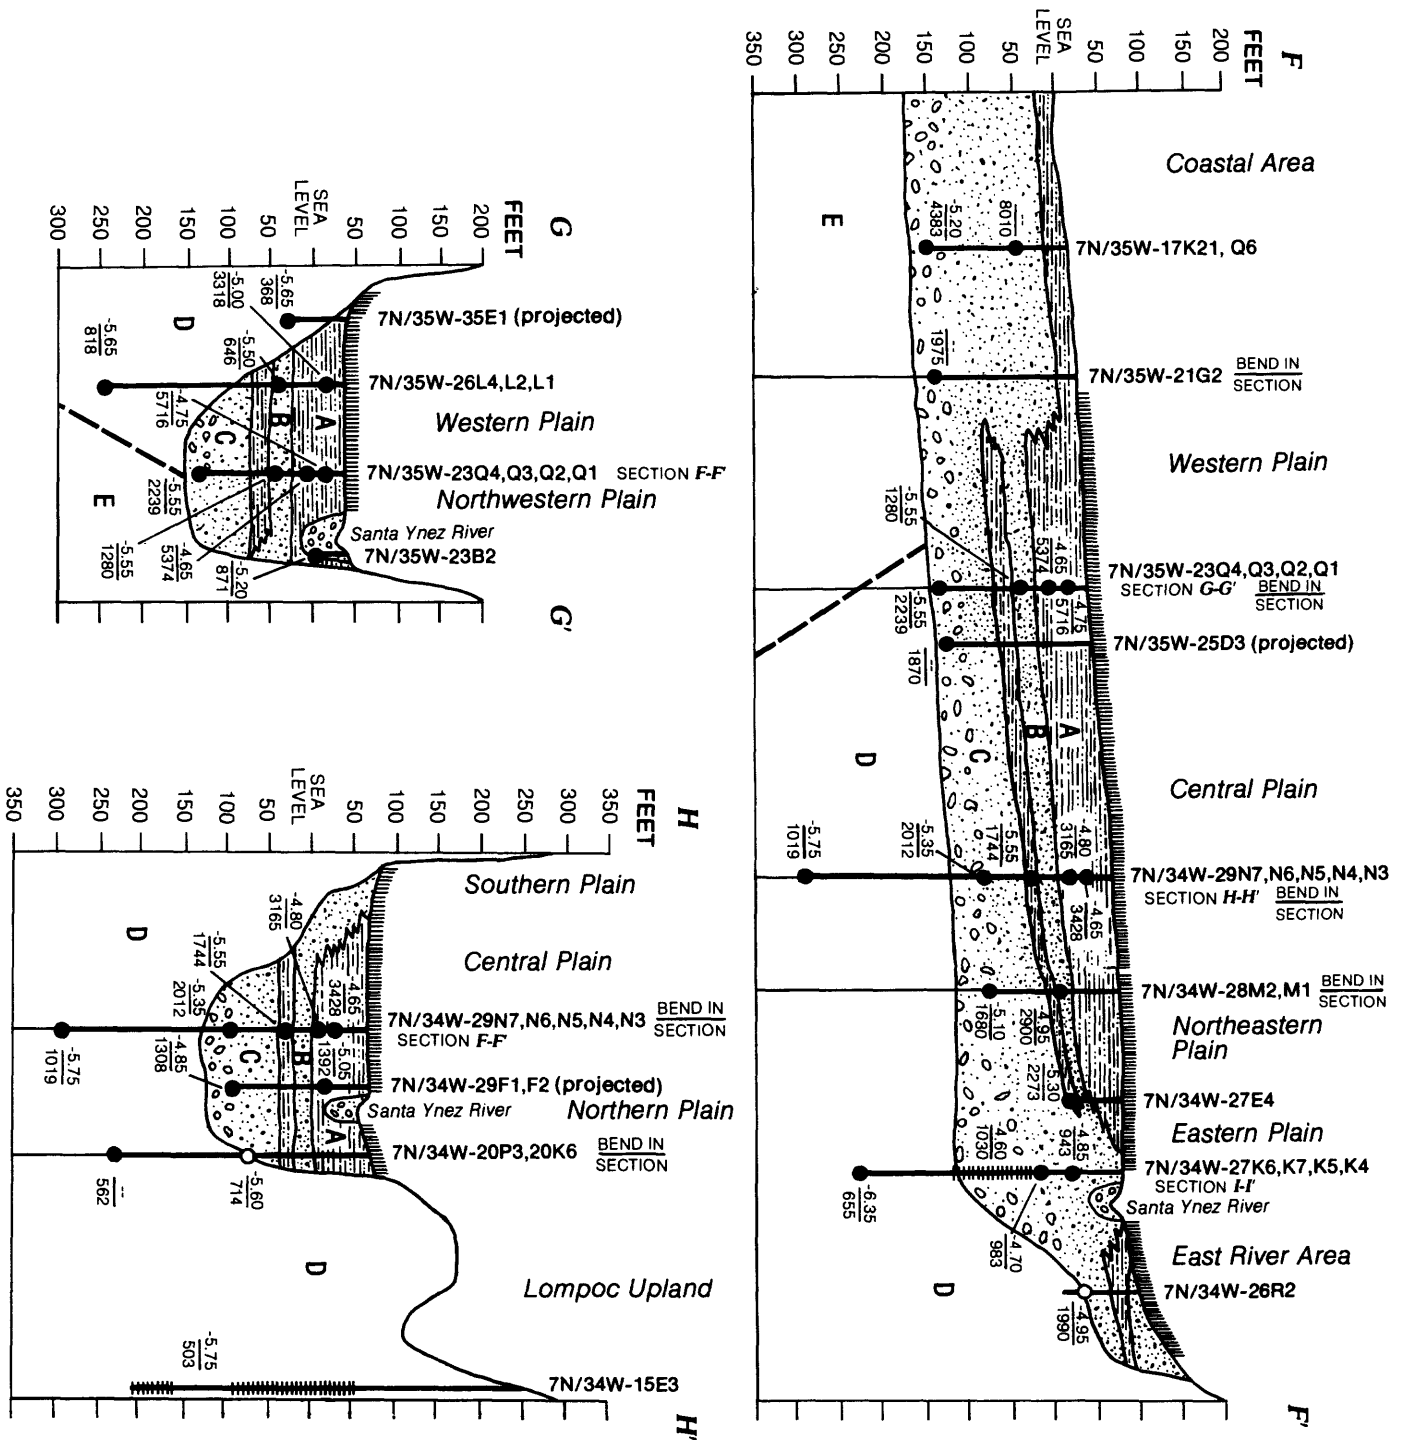 F
FEET
200
150
100
50
SEA
LEVEL
50
100
150
200
250
300
350
Coastal Area
7N/35W-17K21, Q6
8010
-5.20
4383
E
7N/35W-21G2 BEND IN
SECTION
1975
Western Plain
-5.55
1280
7N/35W-23Q4,Q3,Q2,Q1
SECTION G-G' BEND IN
SECTION
-4.65
5374
-4.75
5716
-5.55
2239
7N/35W-25D3 (projected)
--
1870
A
B
C
D
Central Plain
7N/34W-29N7,N6,N5,N4,N3
SECTION H-H' BEND IN
SECTION
-4.80
3165
-4.65
3428
5.55
1744
-5.35
2012
-5.75
1019
7N/34W-28M2,M1 BEND IN
SECTION
-4.95
2900
-5.10
1680
Northeastern
Plain
7N/34W-27E4
-5.30
2273
Eastern Plain
7N/34W-27K6,K7,K5,K4
SECTION I-I'
-4.85
943
-4.60
1030
-4.70
983
-6.35
655
Santa Ynez River
East River Area
7N/34W-26R2
-4.95
1990
D
F'
G
FEET
200
150
100
50
SEA
LEVEL
50
100
150
200
250
300
7N/35W-35E1 (projected)
-5.65
368
-5.00
3318
D
7N/35W-26L4,L2,L1
-5.50
646
-5.65
818
-4.75
5716
Western Plain
A
B
C
7N/35W-23Q4,Q3,Q2,Q1 SECTION F-F'
Northwestern Plain
E
-5.55
2239
-5.55
1280
-4.65
5374
-5.20
871
Santa Ynez River
7N/35W-23B2
G'
H
FEET
350
300
250
200
150
100
50
SEA
LEVEL
50
100
150
200
250
300
350
Southern Plain
D
Central Plain
-4.80
3165
-5.55
1744
-5.35
2012
-4.65
3428
7N/34W-29N7,N6,N5,N4,N3 BEND IN
SECTION F-F' SECTION
-5.75
1019
-4.85
1308
C
B
-5.05
1392
7N/34W-29F1,F2 (projected)
Santa Ynez River
Northern Plain
A
7N/34W-20P3,20K6 BEND IN
SECTION
--
562
-5.60
714
D
Lompoc Upland
-5.75
503
7N/34W-15E3
H'